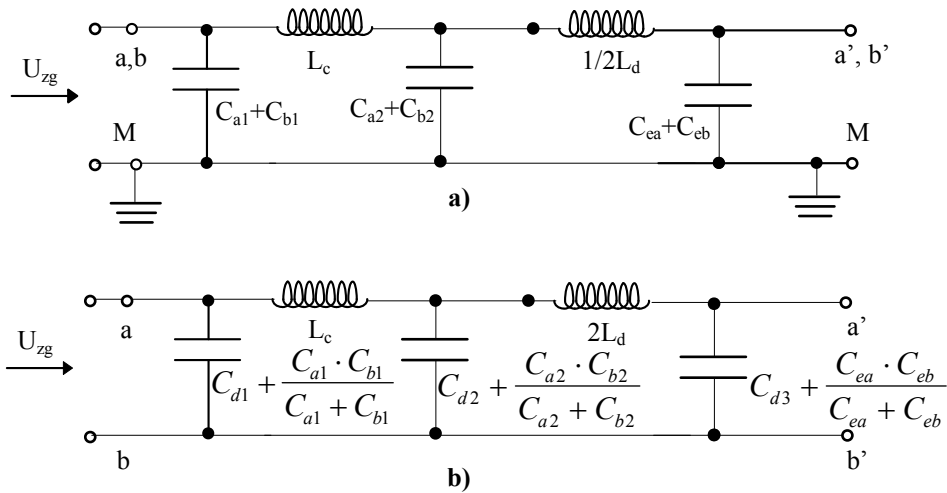 L_c
1/2L_d
a,b
a', b'
U_zg
C_a1+C_b1
C_a2+C_b2
C_ea+C_eb
M
M
a)
a
L_c
2L_d
a'
U_zg
C_d1 + (C_a1 · C_b1)/(C_a1 + C_b1)
C_d2 + (C_a2 · C_b2)/(C_a2 + C_b2)
C_d3 + (C_ea · C_eb)/(C_ea + C_eb)
b
b'
b)